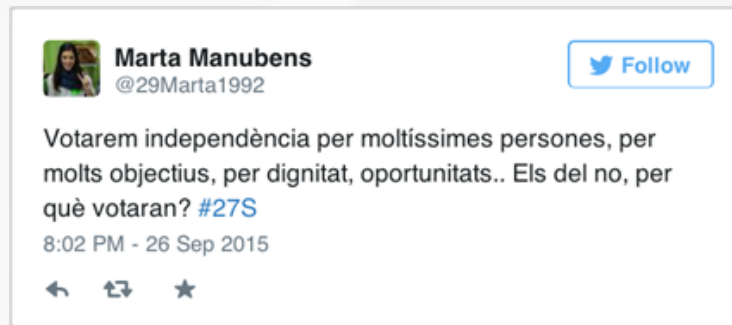 Marta Manubens
@29Marta1992
Follow
Votarem independència per moltíssimes persones, per
molts objectius, per dignitat, oportunitats.. Els del no, per
què votaran? #27S
8:02 PM - 26 Sep 2015